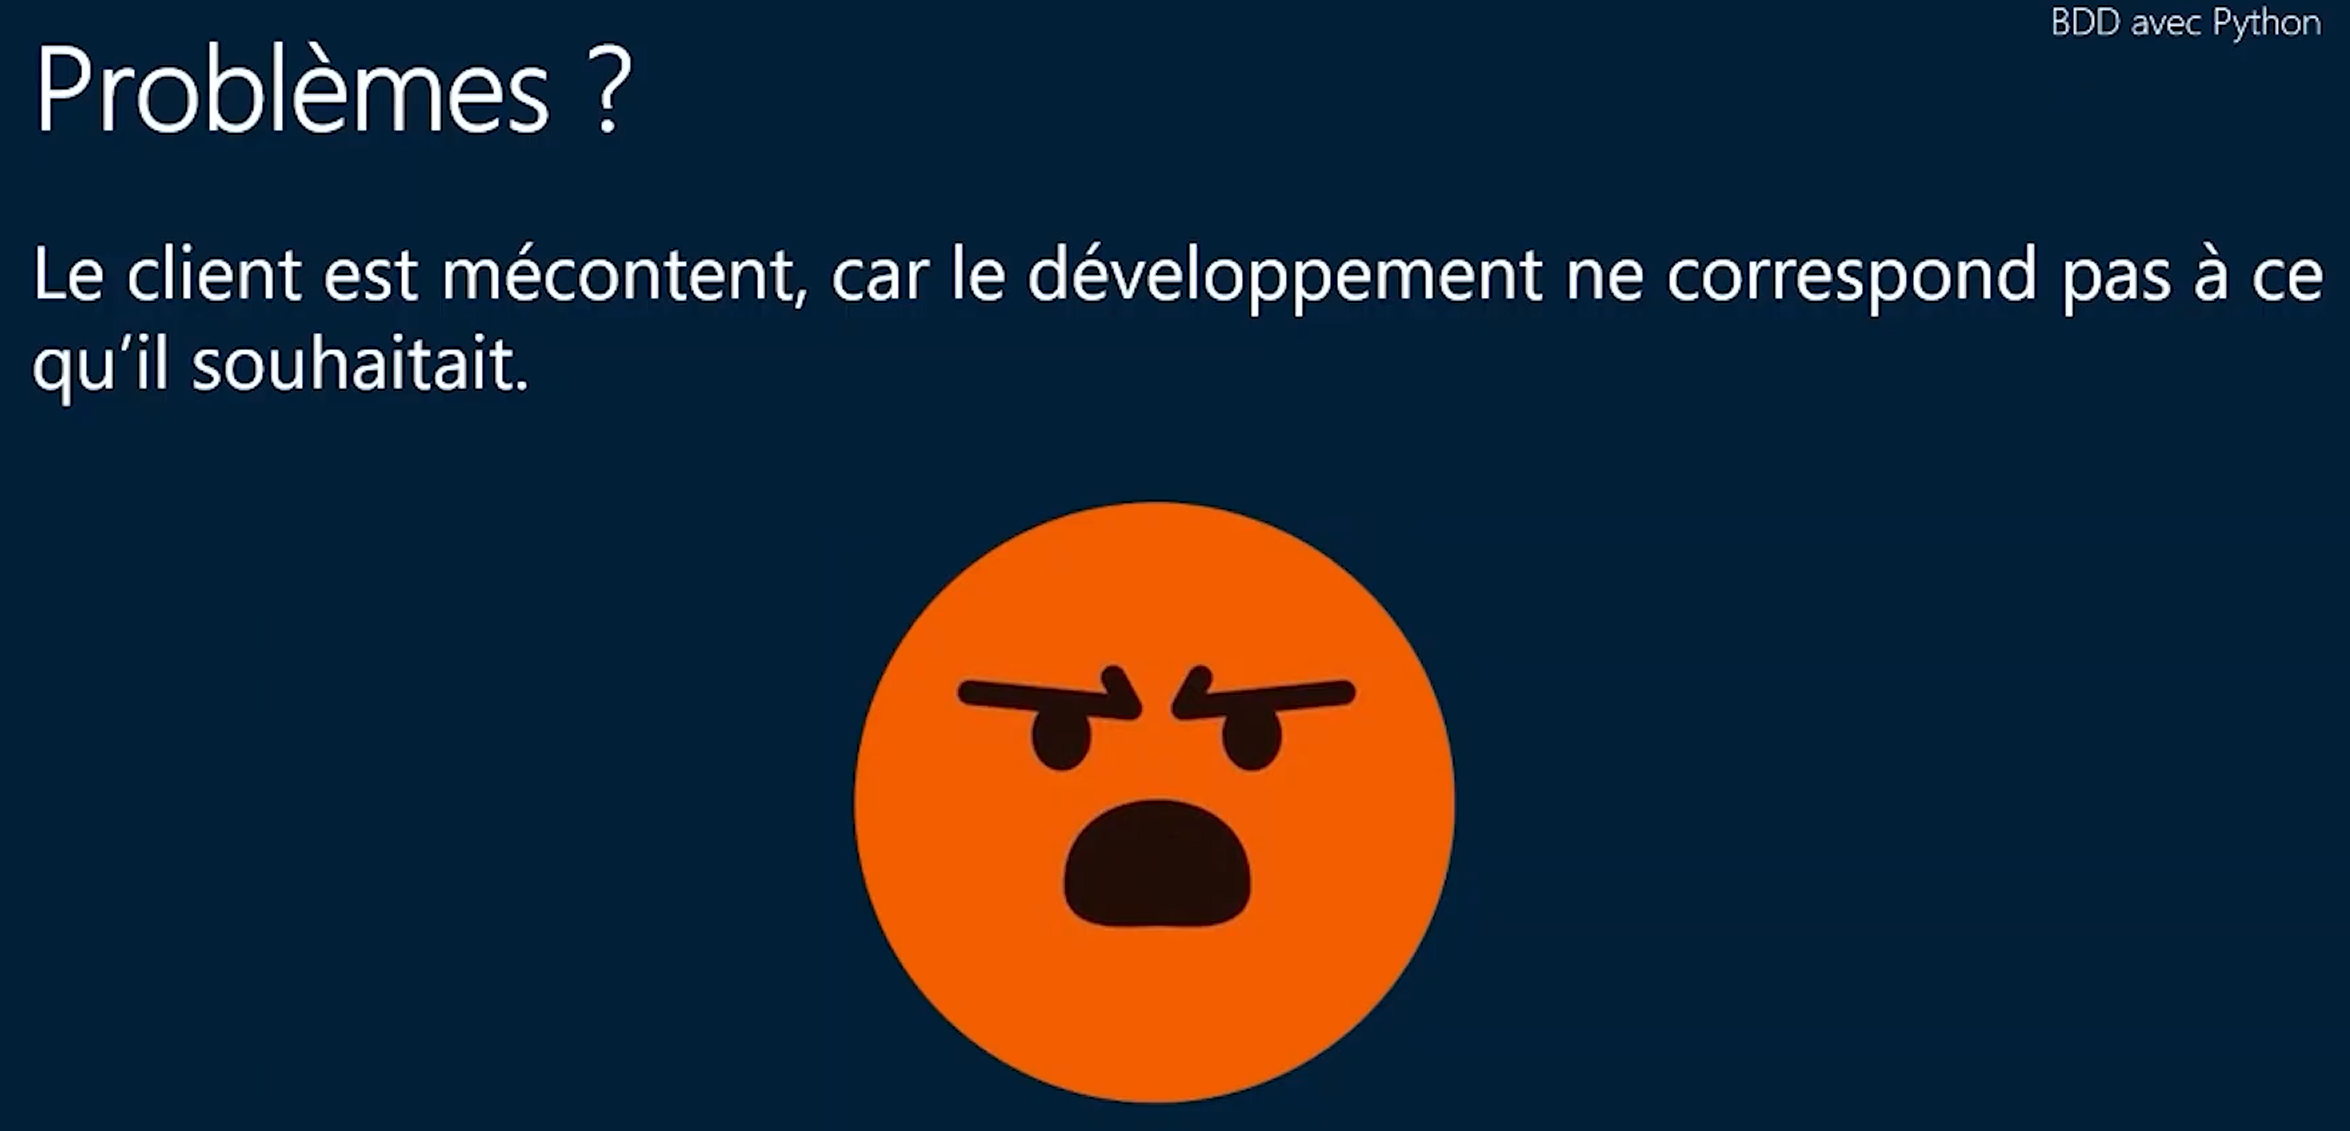 BDD avec Python
Problèmes ?
Le client est mécontent, car le développement ne correspond pas à ce
qu’il souhaitait.